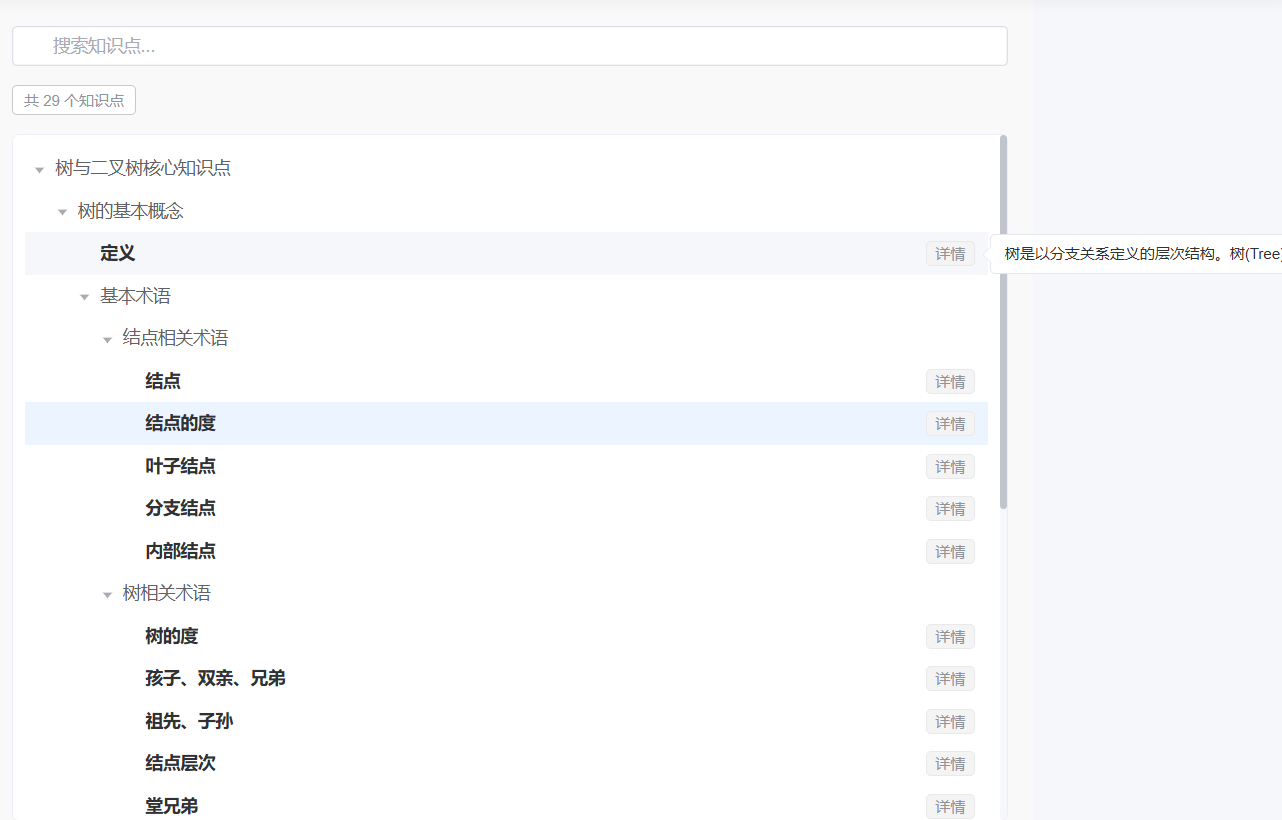 搜索知识点...
共 29 个知识点
树与二叉树核心知识点
树的基本概念
定义 详情 树是以分支关系定义的层次结构。树(Tree)
基本术语
结点相关术语
结点 详情
结点的度 详情
叶子结点 详情
分支结点 详情
内部结点 详情
树相关术语
树的度 详情
孩子、双亲、兄弟 详情
祖先、子孙 详情
结点层次 详情
堂兄弟 详情